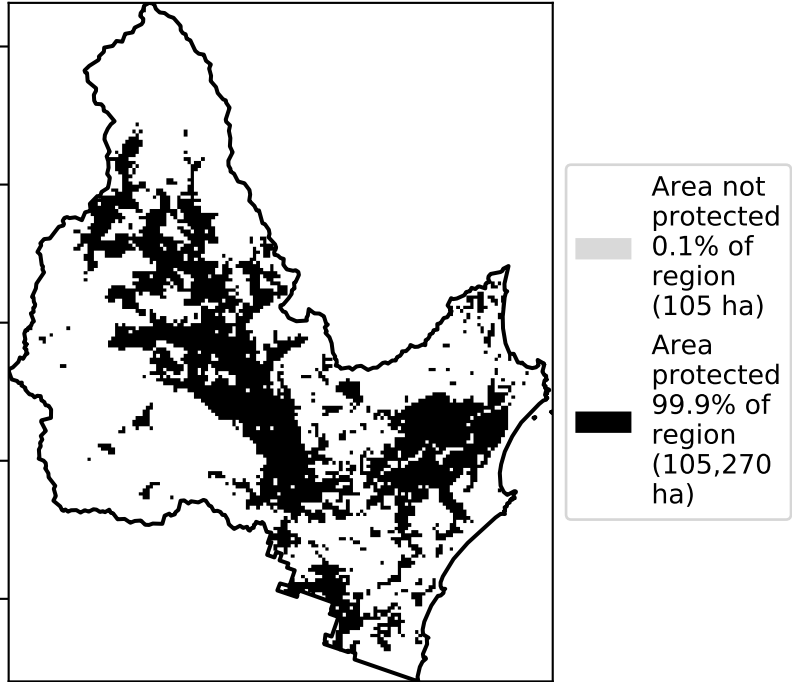 Area not
protected
0.1% of
region
(105 ha)
Area
protected
99.9% of
region
(105,270
ha)